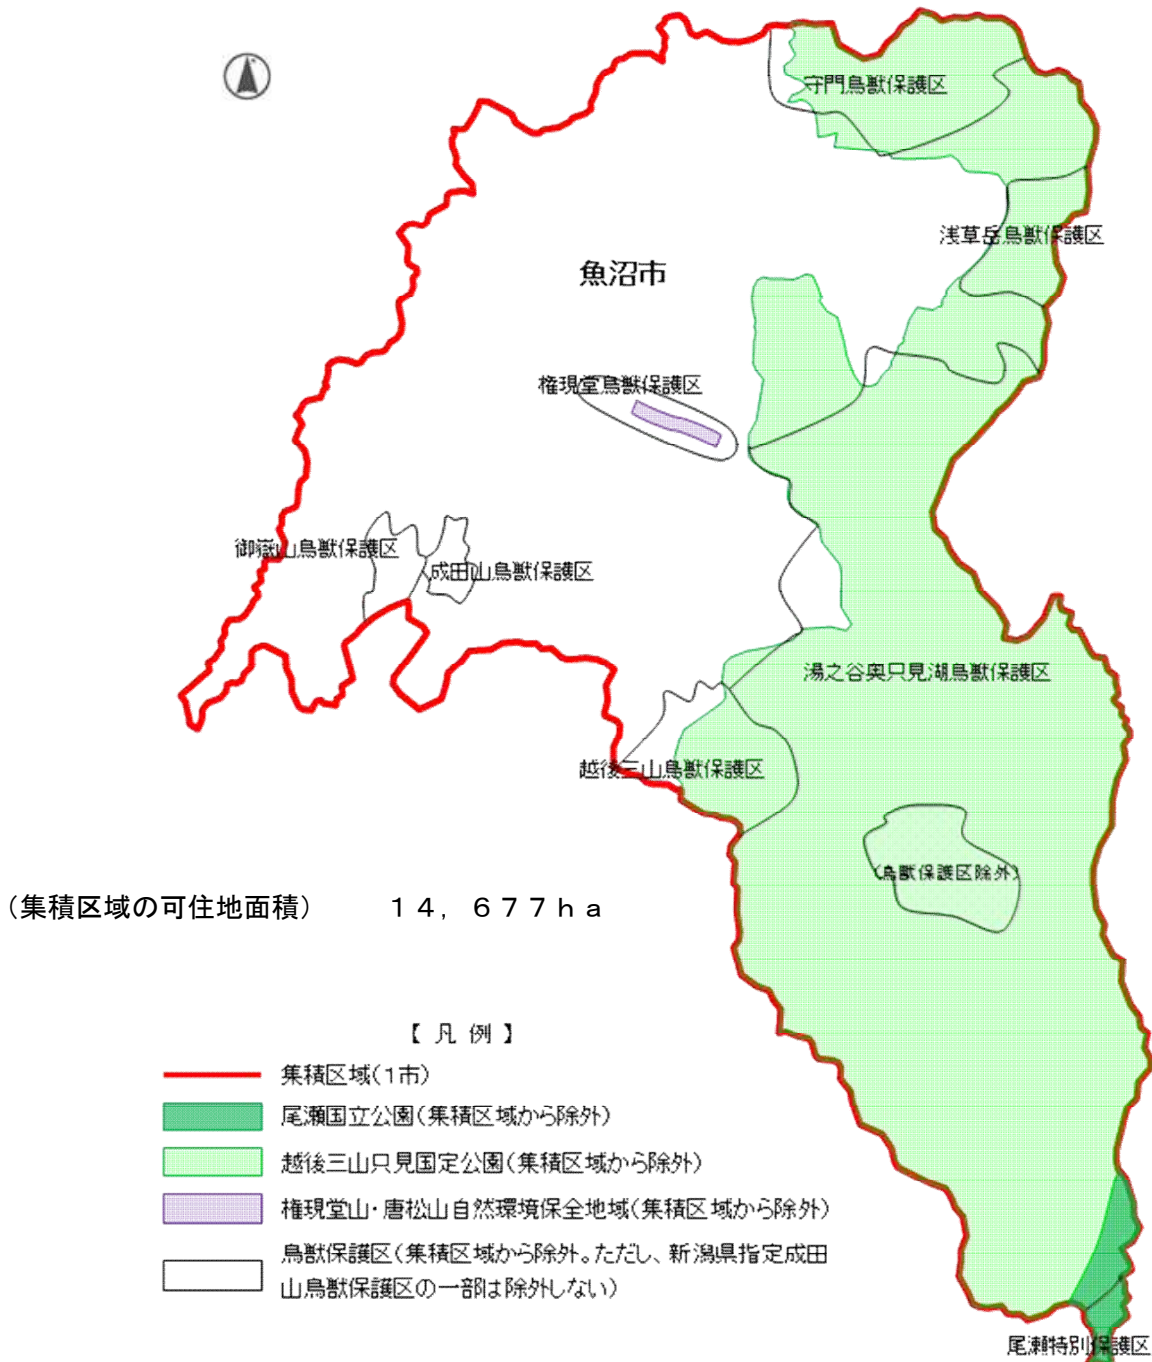 守門鳥獣保護区
浅草岳鳥獣保護区
魚沼市
権現堂鳥獣保護区
御嶽山鳥獣保護区
成田山鳥獣保護区
湯之谷奥只見湖鳥獣保護区
越後三山鳥獣保護区
(鳥獣保護区除外)
(集積区域の可住地面積)　　14,677ha
【凡例】
集積区域(1市)
尾瀬国立公園(集積区域から除外)
越後三山只見国定公園(集積区域から除外)
権現堂山・唐松山自然環境保全地域(集積区域から除外)
鳥獣保護区(集積区域から除外。ただし、新潟県指定成田
山鳥獣保護区の一部は除外しない)
尾瀬特別保護区